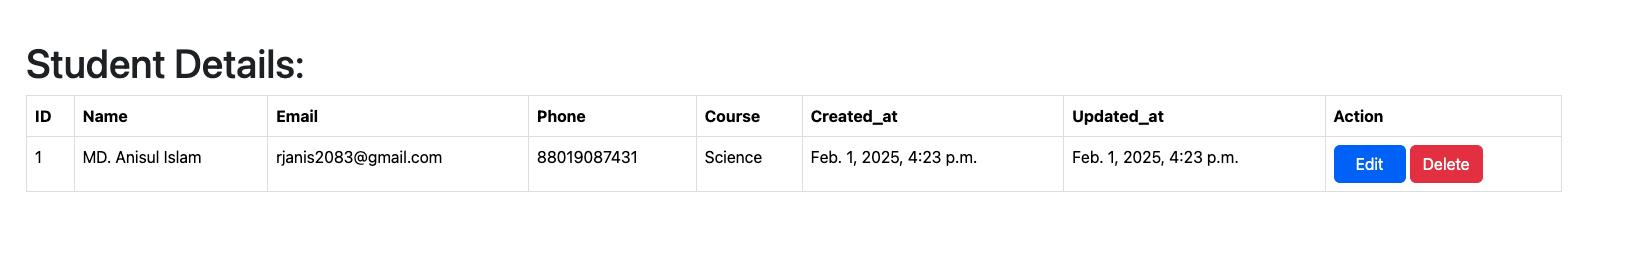 Student Details:
ID Name Email Phone Course Created_at Updated_at Action
1 MD. Anisul Islam rjanis2083@gmail.com 88019087431 Science Feb. 1, 2025, 4:23 p.m. Feb. 1, 2025, 4:23 p.m. Edit Delete